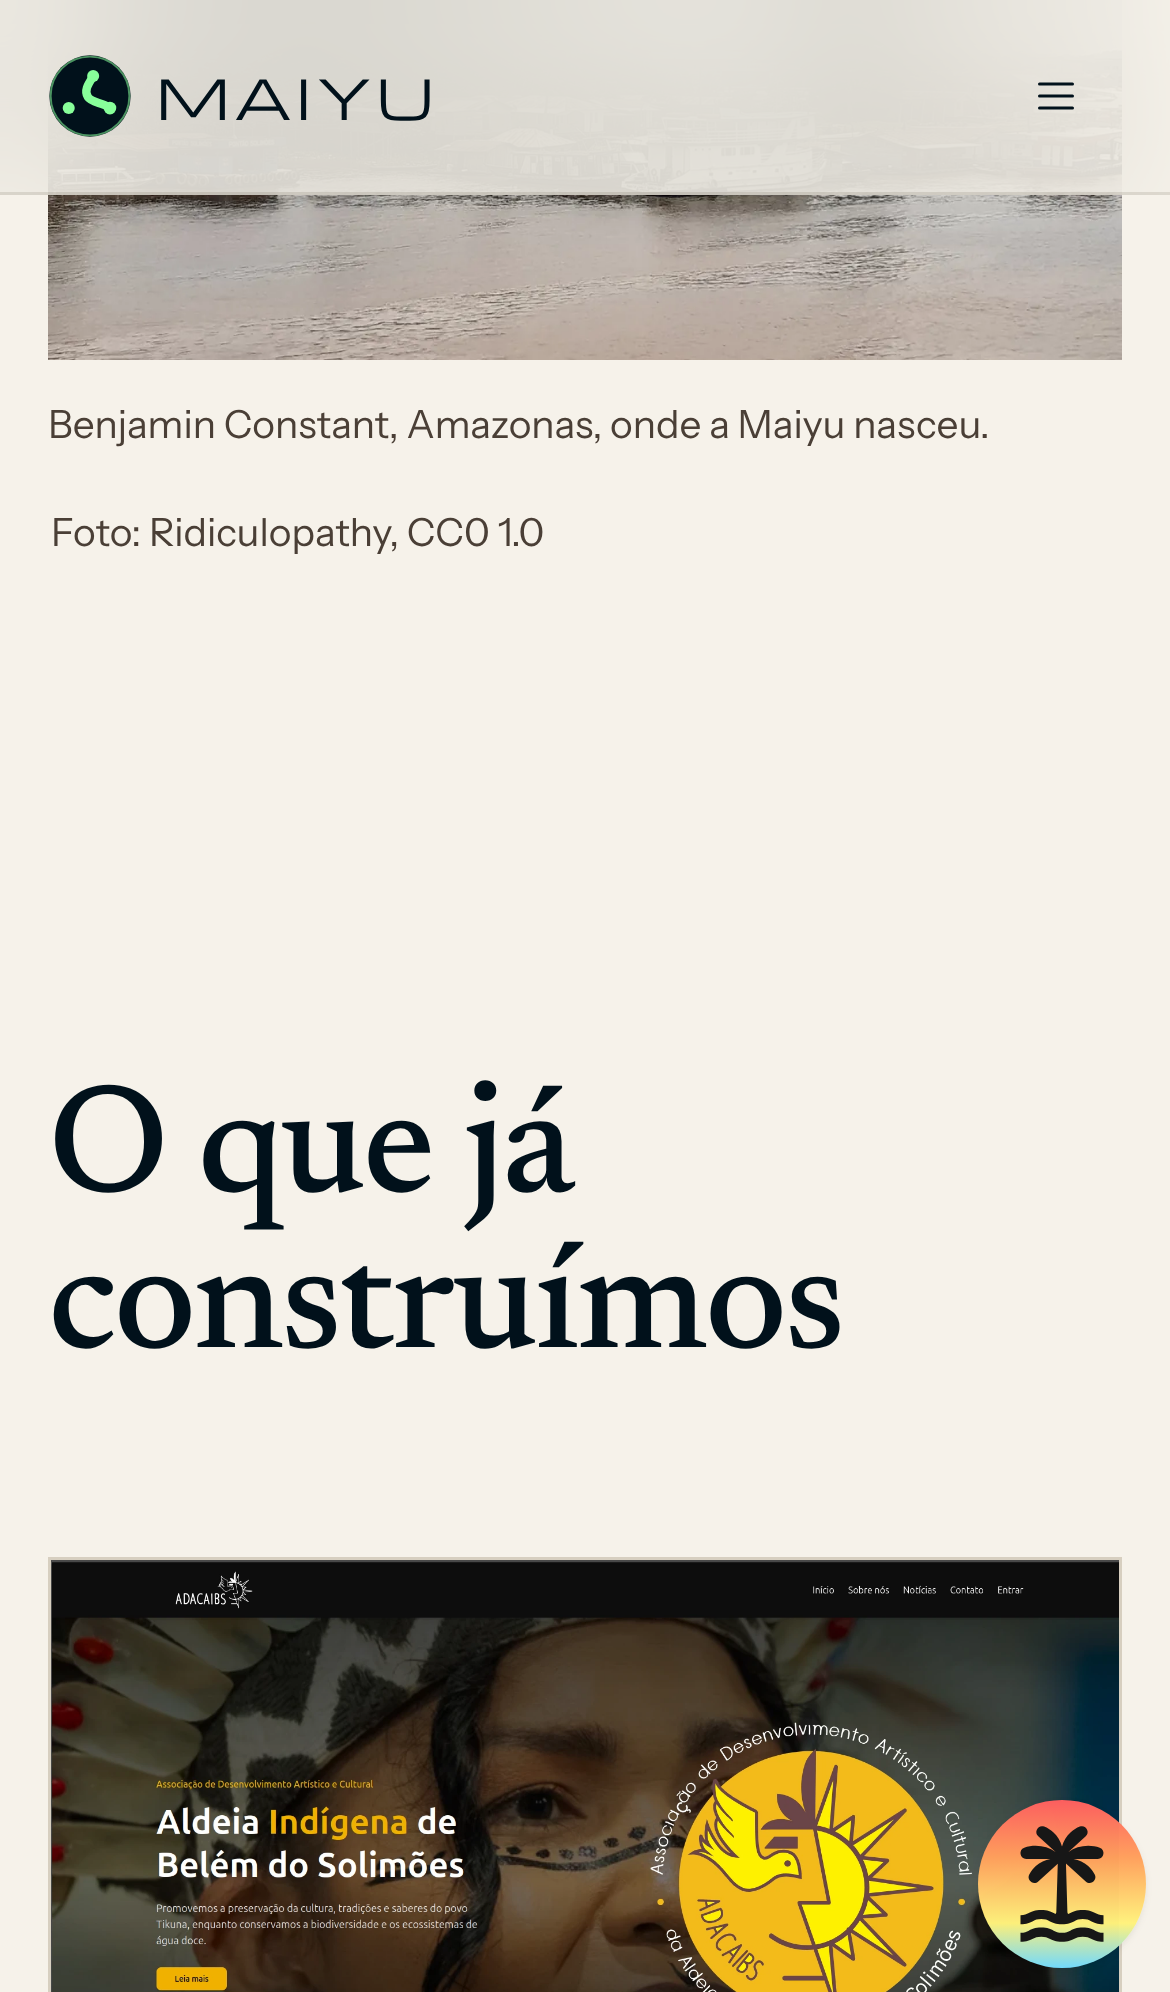 MAIYU
Benjamin Constant, Amazonas, onde a Maiyu nasceu.
Foto: Ridiculopathy, CC0 1.0
O que já
construímos
ADACAIBS
Início Sobre nós Notícias Contato Entrar
Associação de Desenvolvimento Artístico e Cultural
Aldeia Indígena de
Belém do Solimões
Promovemos a preservação da cultura, tradições e saberes do povo
Tikuna, enquanto conservamos a biodiversidade e os ecossistemas de
água doce.
Leia mais
Associação de Desenvolvimento Artístico e Cultural
ADACAIBS
da Aldeia
Solimões